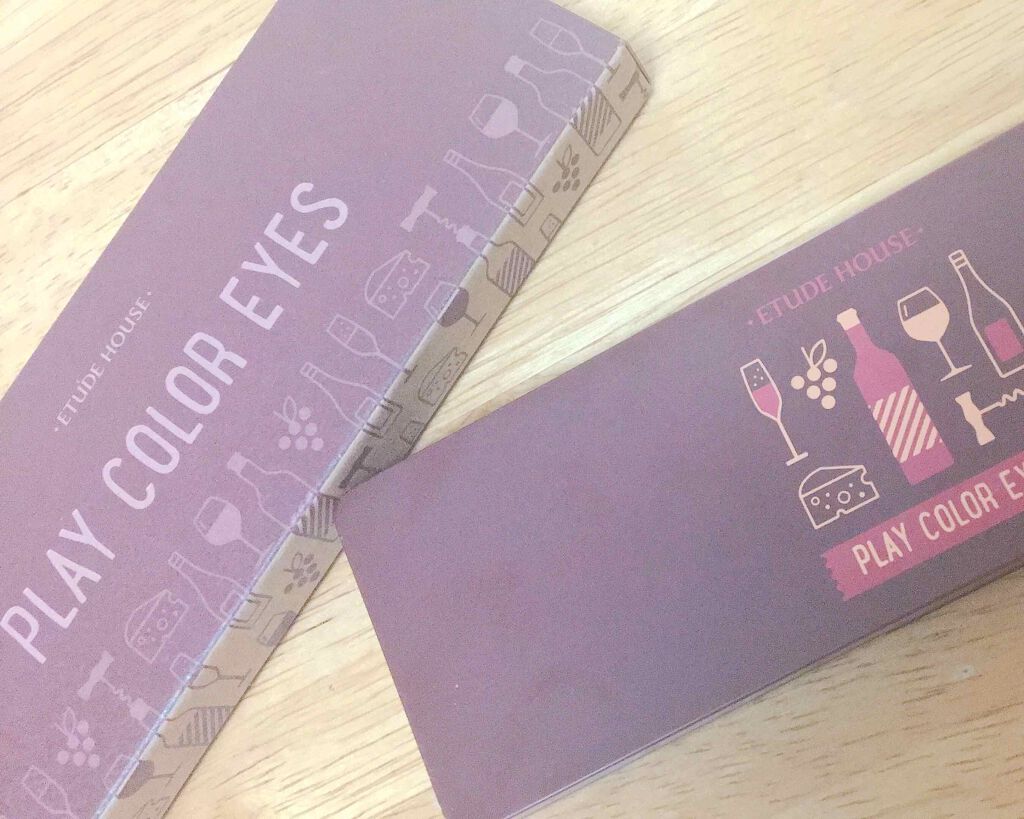 · ETUDE HOUSE ·
PLAY COLOR EYES
· ETUDE HOUSE ·
PLAY COLOR EY